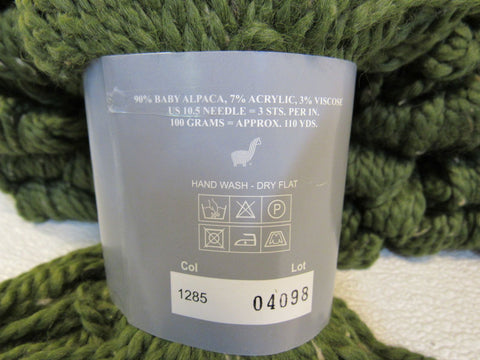 90% BABY ALPACA, 7% ACRYLIC, 3% VISCOSE
US 10.5 NEEDLE = 3 STS. PER IN.
100 GRAMS = APPROX. 110 YDS.
HAND WASH - DRY FLAT
P
Col Lot
1285 04098